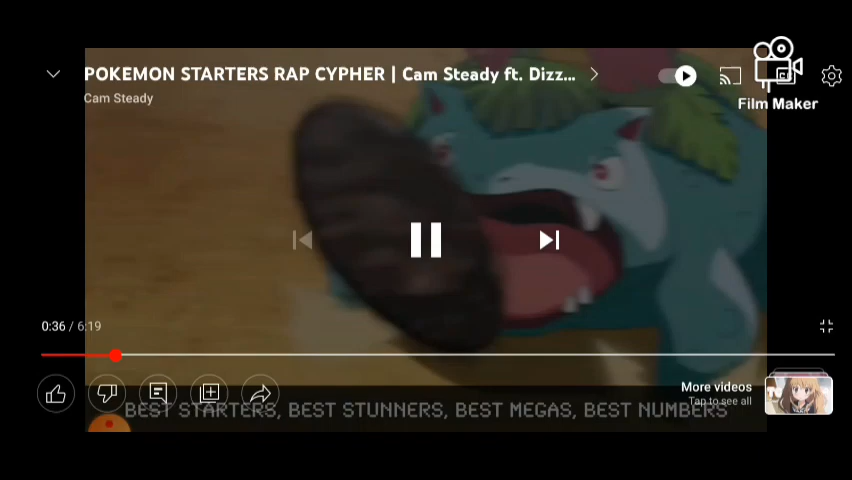 POKEMON STARTERS RAP CYPHER | Cam Steady ft. Dizz...
Cam Steady
Film Maker
0:36 / 6:19
More videos
Tap to see all
BEST STARTERS, BEST STUNNERS, BEST MEGAS, BEST NUMBERS